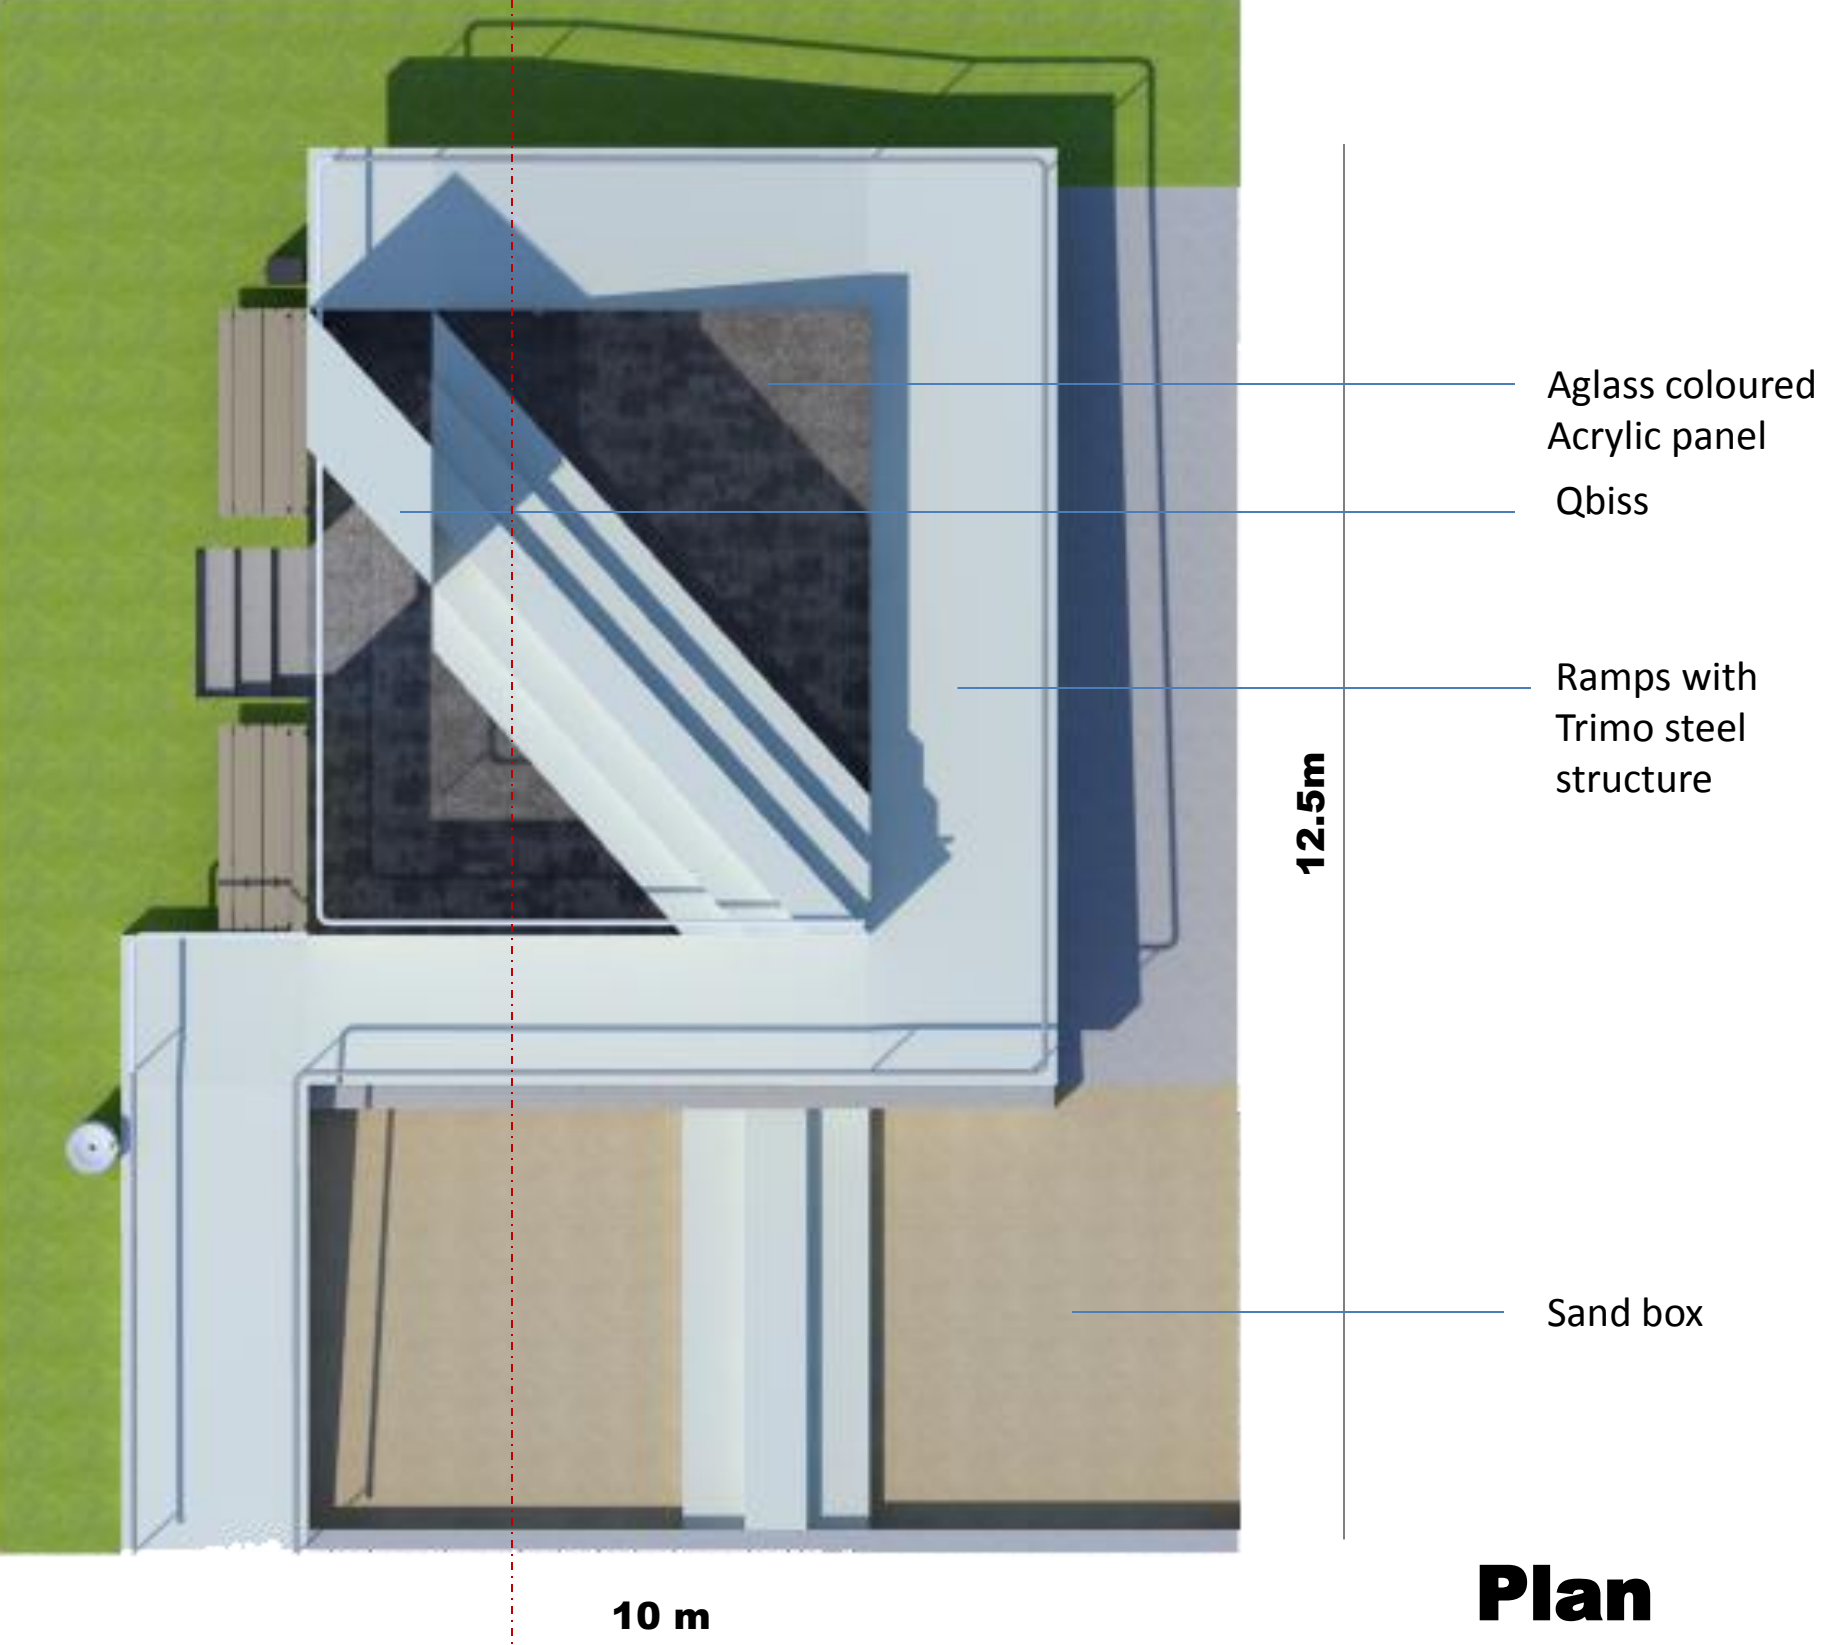 Aglass coloured
Acrylic panel
Qbiss
Ramps with
Trimo steel
structure
12.5m
Sand box
10 m
Plan